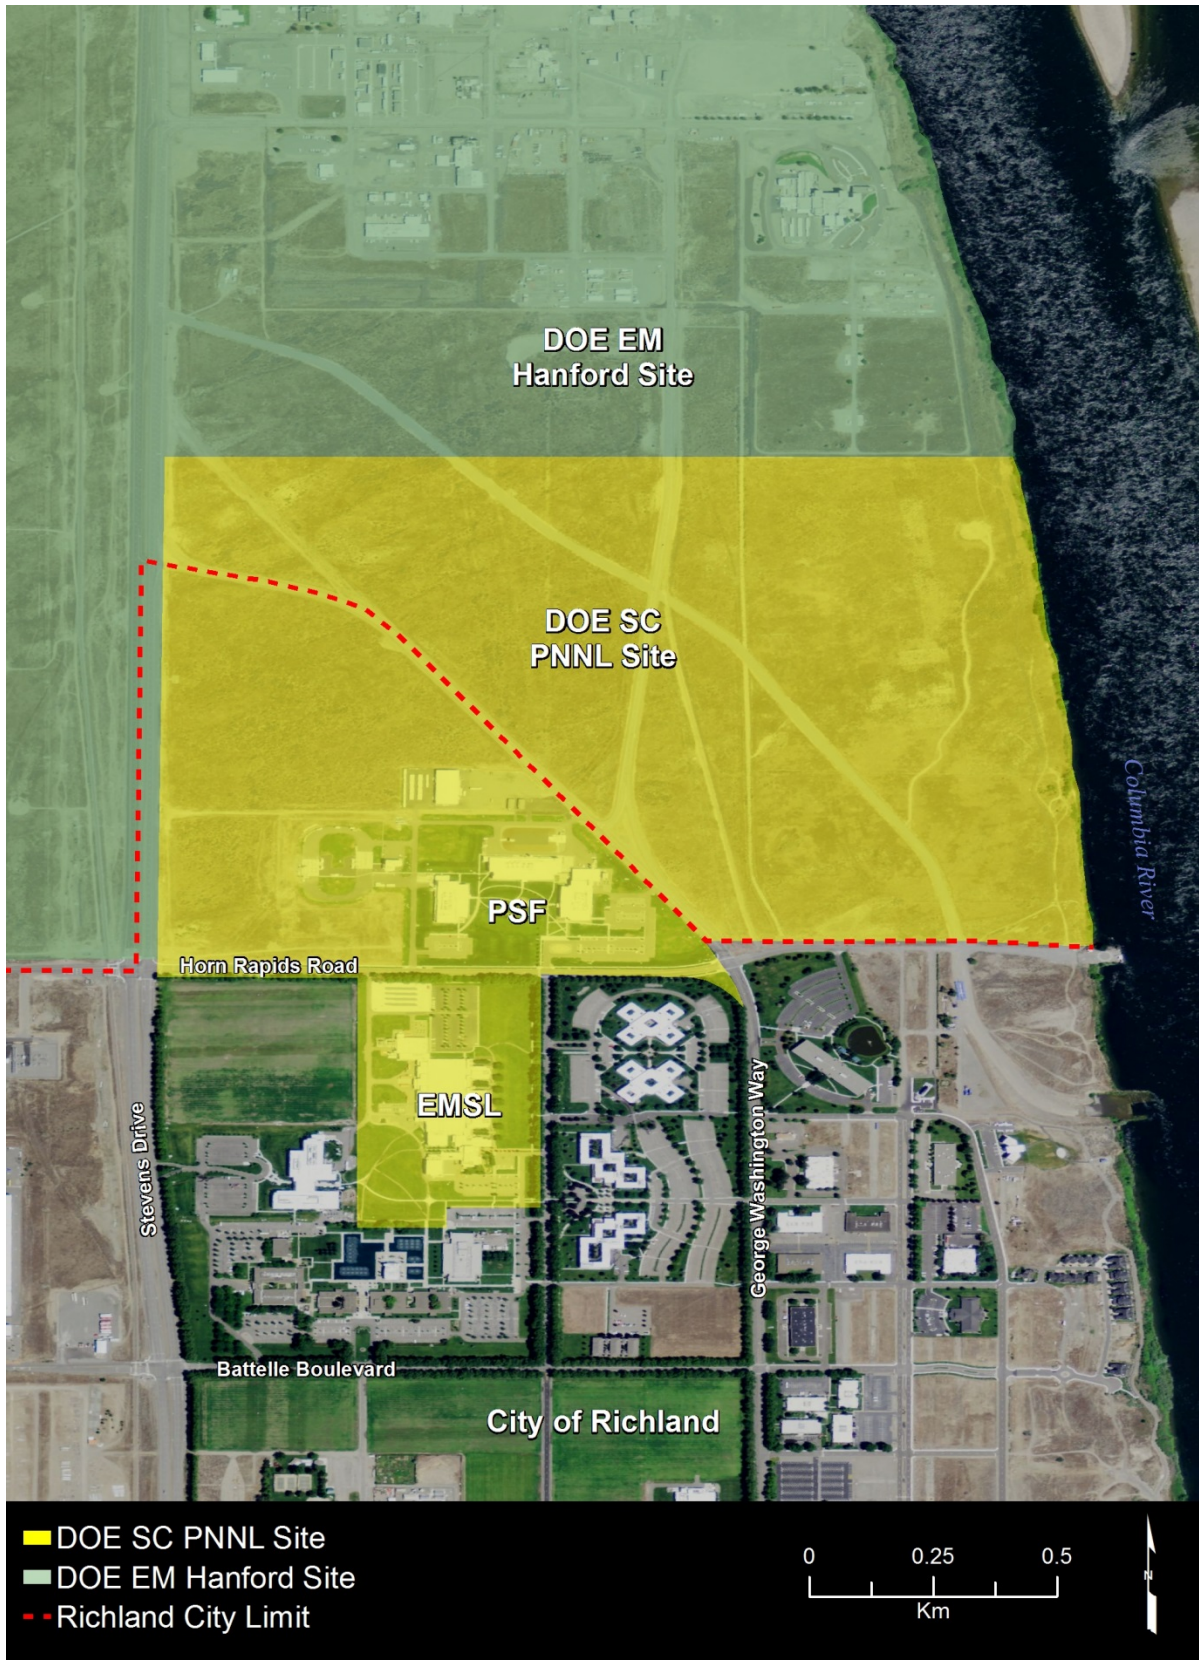 DOE EM
Hanford Site
DOE SC
PNNL Site
Columbia River
PSF
Horn Rapids Road
EMSL
Stevens Drive
George Washington Way
Battelle Boulevard
City of Richland
DOE SC PNNL Site
DOE EM Hanford Site
Richland City Limit
0 0.25 0.5
Km
N